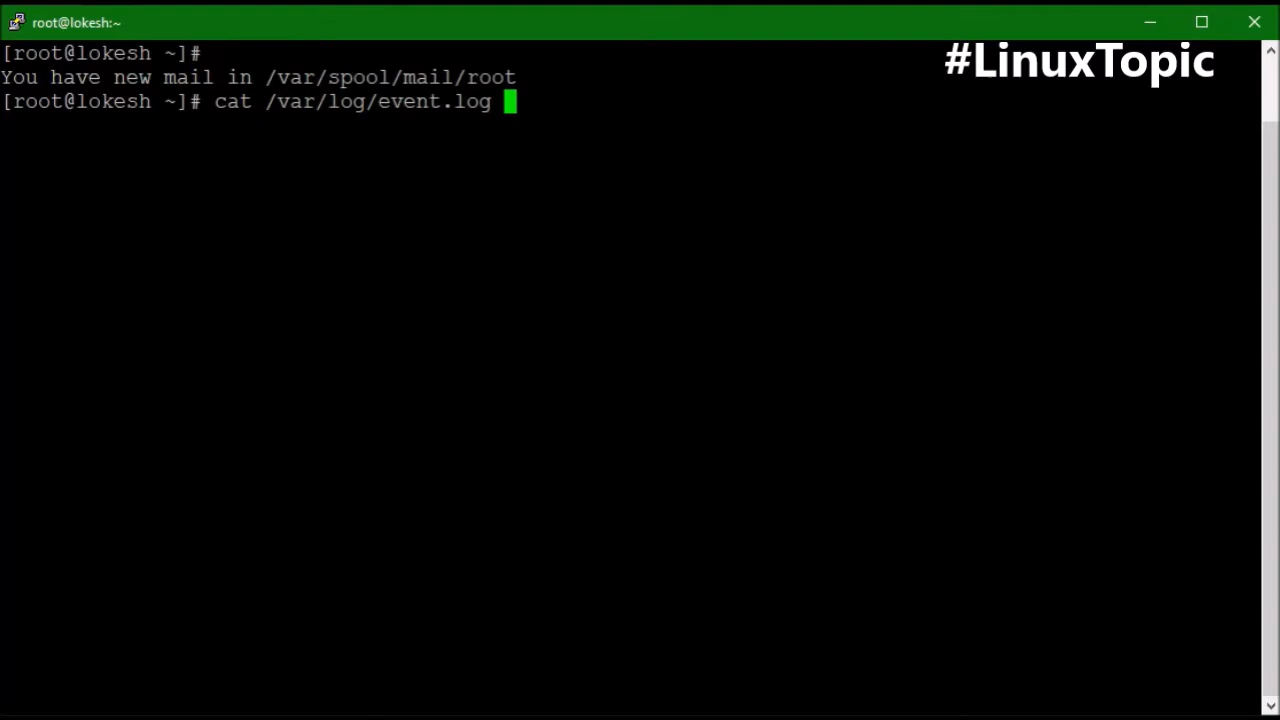 root@lokesh:~
[root@lokesh ~]#
#LinuxTopic
You have new mail in /var/spool/mail/root
[root@lokesh ~]# cat /var/log/event.log